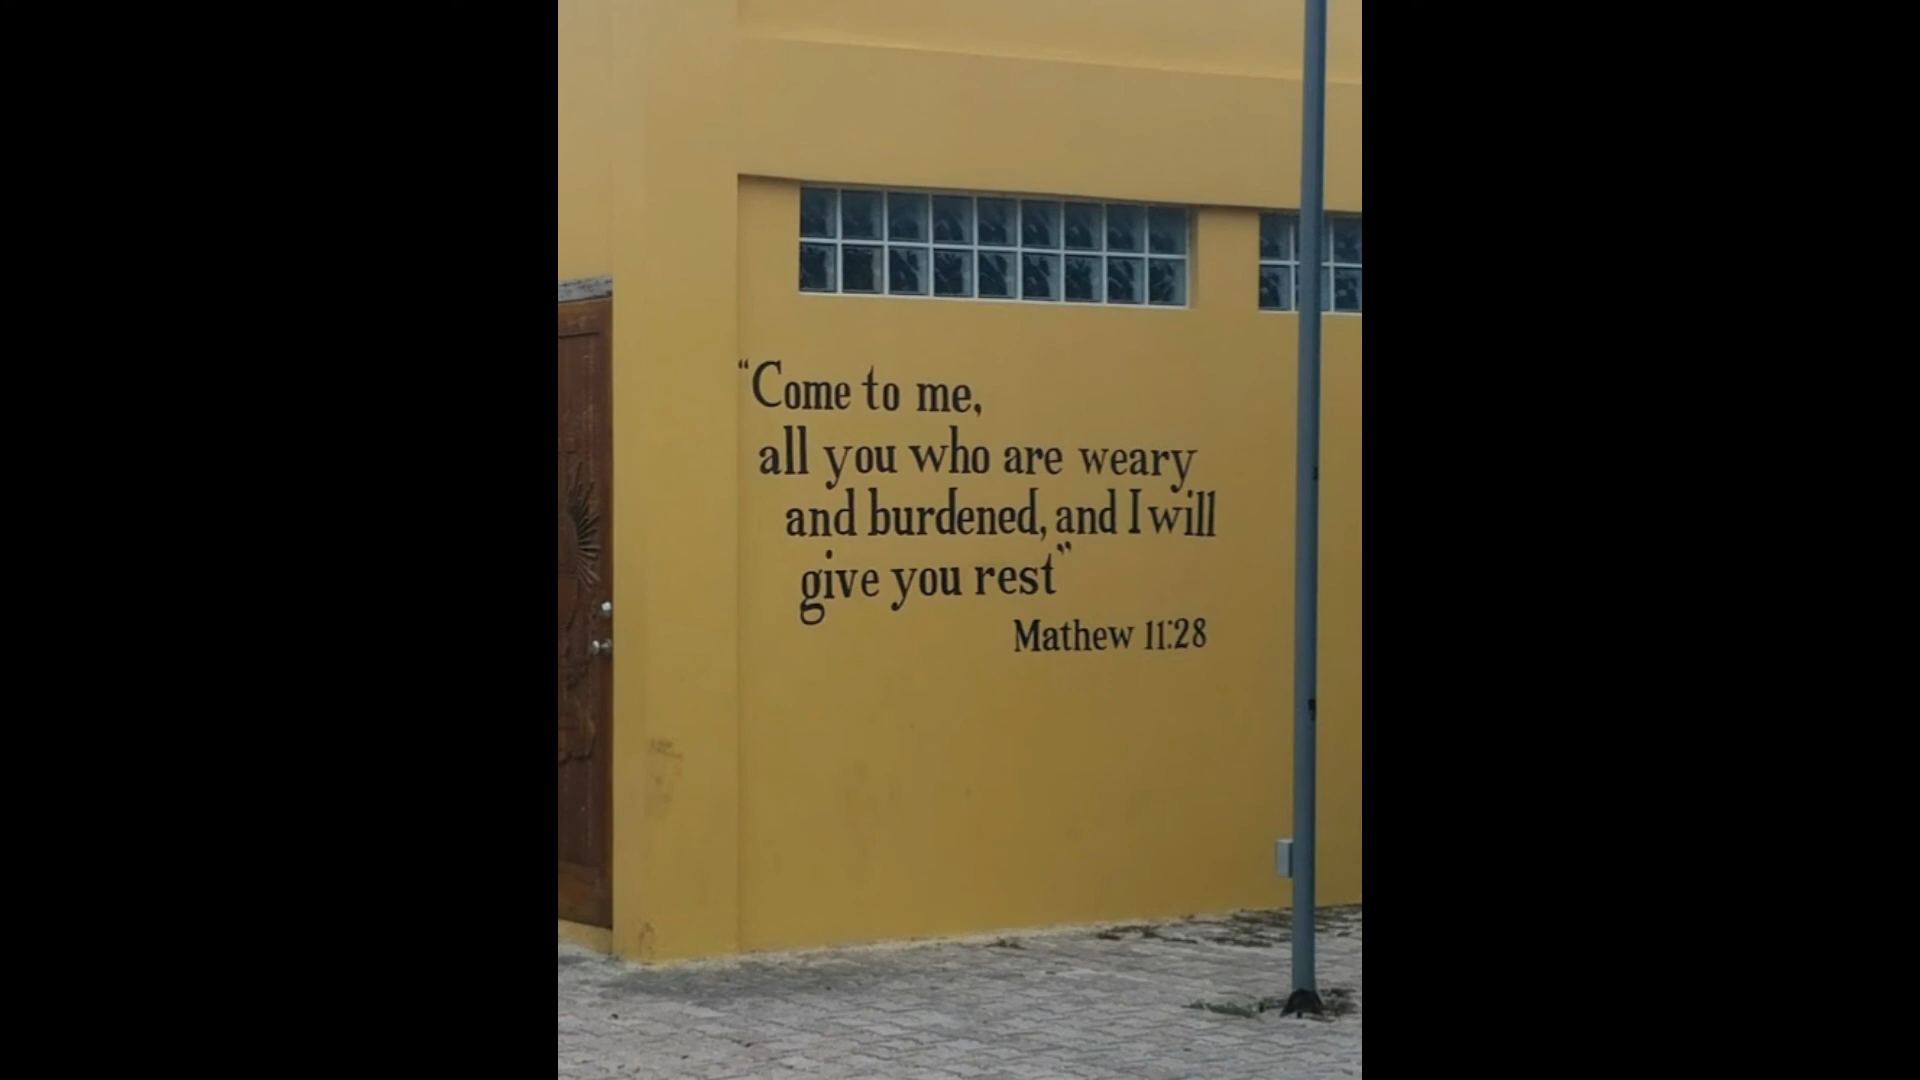 “Come to me,
all you who are weary
and burdened, and I will
give you rest”
Mathew 11:28